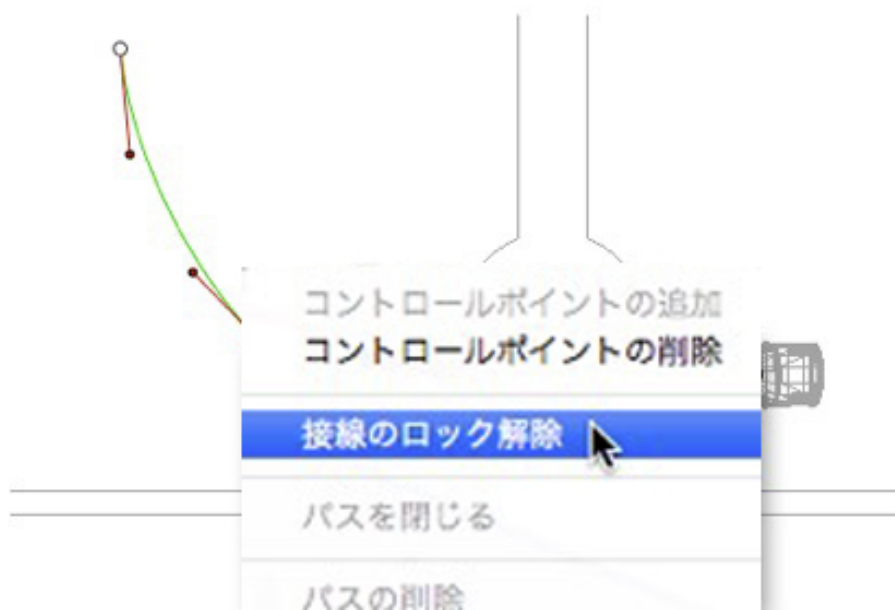 コントロールポイントの追加
コントロールポイントの削除
接線のロック解除
パスを閉じる
パスの削除